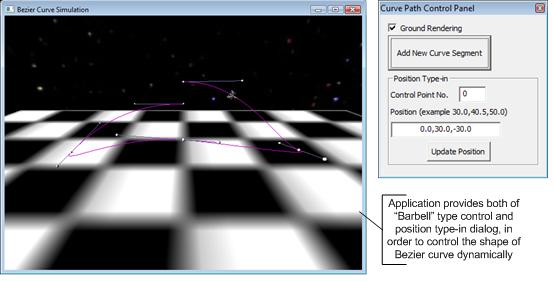 Bezier Curve Simulation
Curve Path Control Panel
Ground Rendering
Add New Curve Segment
Position Type-in
Control Point No. 0
Position (example 30.0,40.5,50.0)
0.0,30.0,-30.0
Update Position
Application provides both of
"Barbell" type control and
position type-in dialog, in
order to control the shape of
Bezier curve dynamically